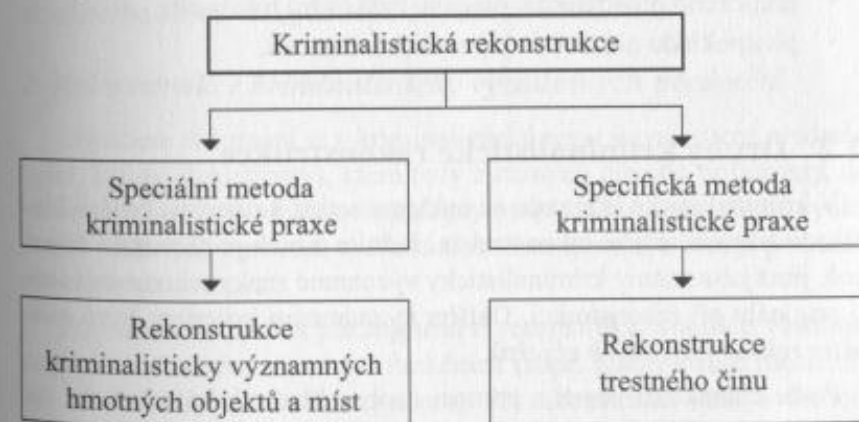 Kriminalistická rekonstrukce
Speciální metoda
kriminalistické praxe
Specifická metoda
kriminalistické praxe
Rekonstrukce
kriminalisticky významných
hmotných objektů a míst
Rekonstrukce
trestného činu